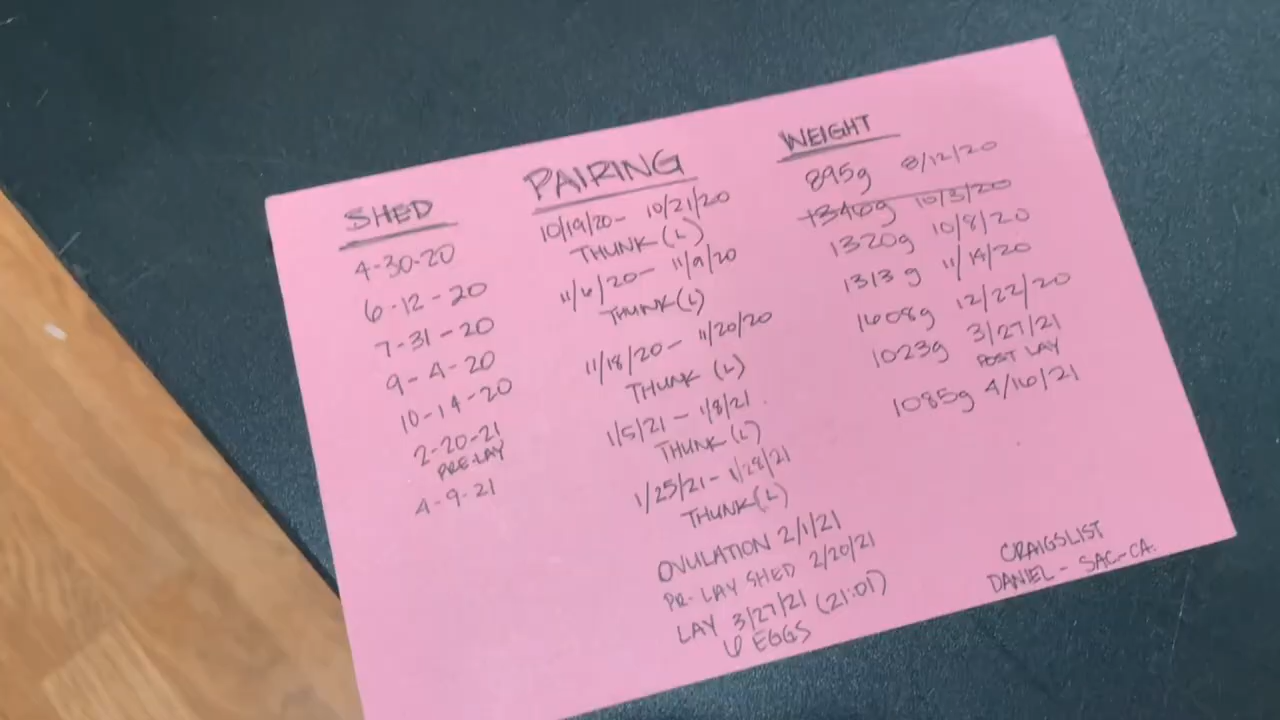 SHED
4-30-20
6-12-20
7-31-20
9-4-20
10-14-20
2-20-21
PRE-LAY
4-9-21
PAIRING
10/19/20- 10/21/20
THUNK (L)
11/6/20- 11/9/20
THUNK (L)
11/18/20- 11/20/20
THUNK (L)
1/5/21 - 1/8/21
THUNK (L)
1/25/21 - 1/28/21
THUNK (L)
OVULATION 2/1/21
PR-LAY SHED 2/20/21
LAY 3/27/21 (21:01)
6 EGGS
WEIGHT
895g 8/12/20
1346g 10/3/20
1320g 10/8/20
1313g 11/14/20
1608g 12/22/20
1023g 3/27/21
POST LAY
1085g 4/16/21
CRAIGSLIST
DANIEL - SAC-CA.